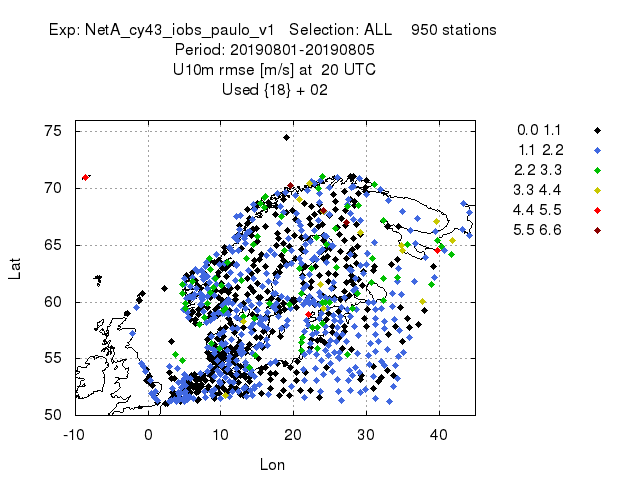 Exp: NetA_cy43_iobs_paulo_v1 Selection: ALL 950 stations
Period: 20190801-20190805
U10m rmse [m/s] at 20 UTC
Used {18} + 02
75
70
65
60
55
50
Lat
-10 0 10 20 30 40
Lon
0.0 1.1
1.1 2.2
2.2 3.3
3.3 4.4
4.4 5.5
5.5 6.6